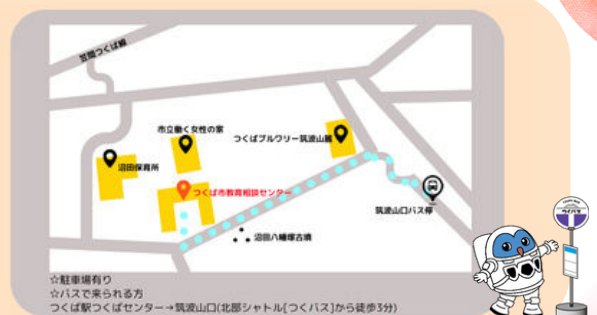 笠間つくば線
市立働く女性の家
つくばブルワリー筑波山麓
沼田保育所
つくば市教育相談センター
筑波山口バス停
沼田八幡塚古墳
☆駐車場有り
☆バスで来られる方
つくば駅つくばセンター→筑波山口(北部シャトル[つくバス]から徒歩3分)